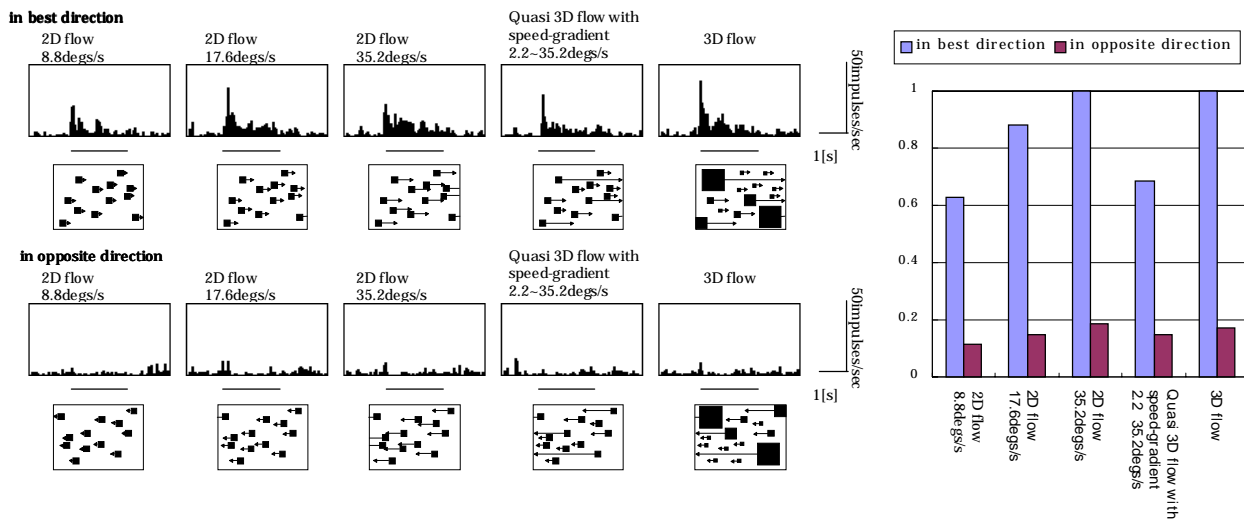 in best direction
2D flow
8.8degs/s
2D flow
17.6degs/s
2D flow
35.2degs/s
Quasi 3D flow with
speed-gradient
2.2~35.2degs/s
3D flow
50impulses/sec
1[s]
in opposite direction
2D flow
8.8degs/s
2D flow
17.6degs/s
2D flow
35.2degs/s
Quasi 3D flow with
speed-gradient
2.2~35.2degs/s
3D flow
50impulses/sec
1[s]
in best direction in opposite direction
1
0.8
0.6
0.4
0.2
0
2D flow
8.8degs/s
2D flow
17.6degs/s
2D flow
35.2degs/s
Quasi 3D flow with
speed-gradient
2.2 35.2degs/s
3D flow